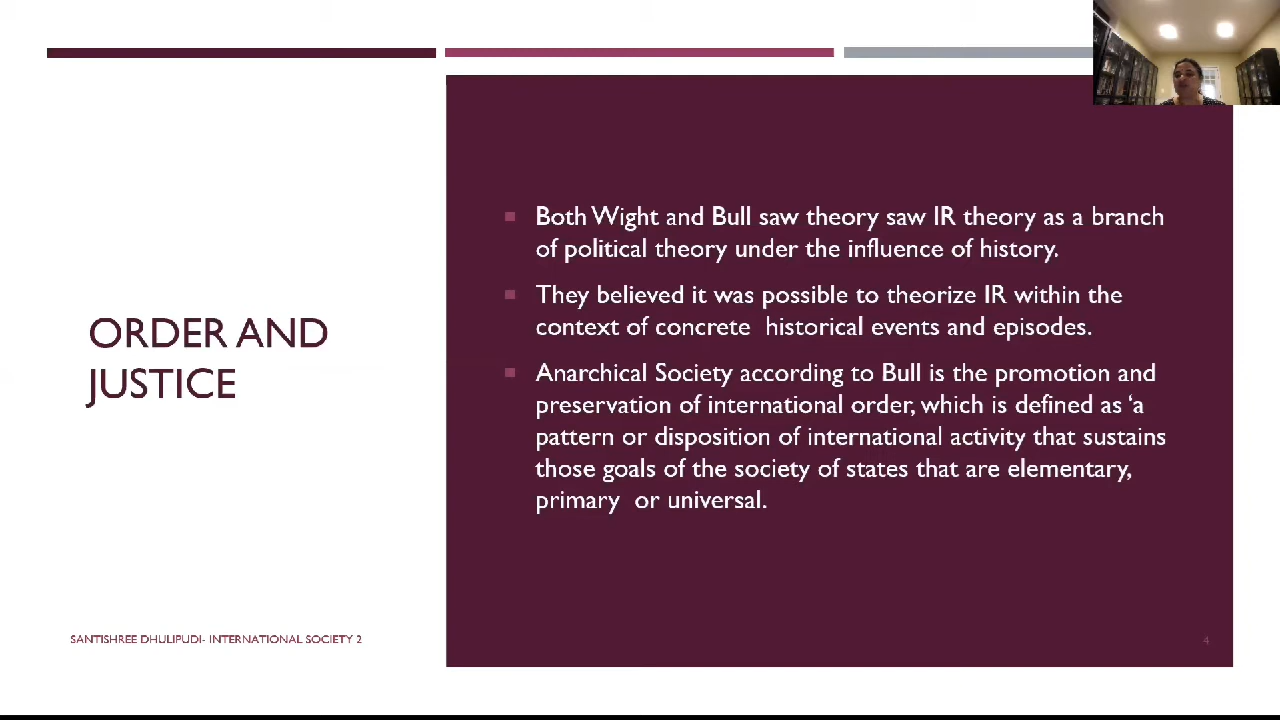 ORDER AND
JUSTICE
Both Wight and Bull saw theory saw IR theory as a branch
of political theory under the influence of history.
They believed it was possible to theorize IR within the
context of concrete historical events and episodes.
Anarchical Society according to Bull is the promotion and
preservation of international order, which is defined as ‘a
pattern or disposition of international activity that sustains
those goals of the society of states that are elementary,
primary or universal.
SANTISHREE DHULIPUDI- INTERNATIONAL SOCIETY 2
4